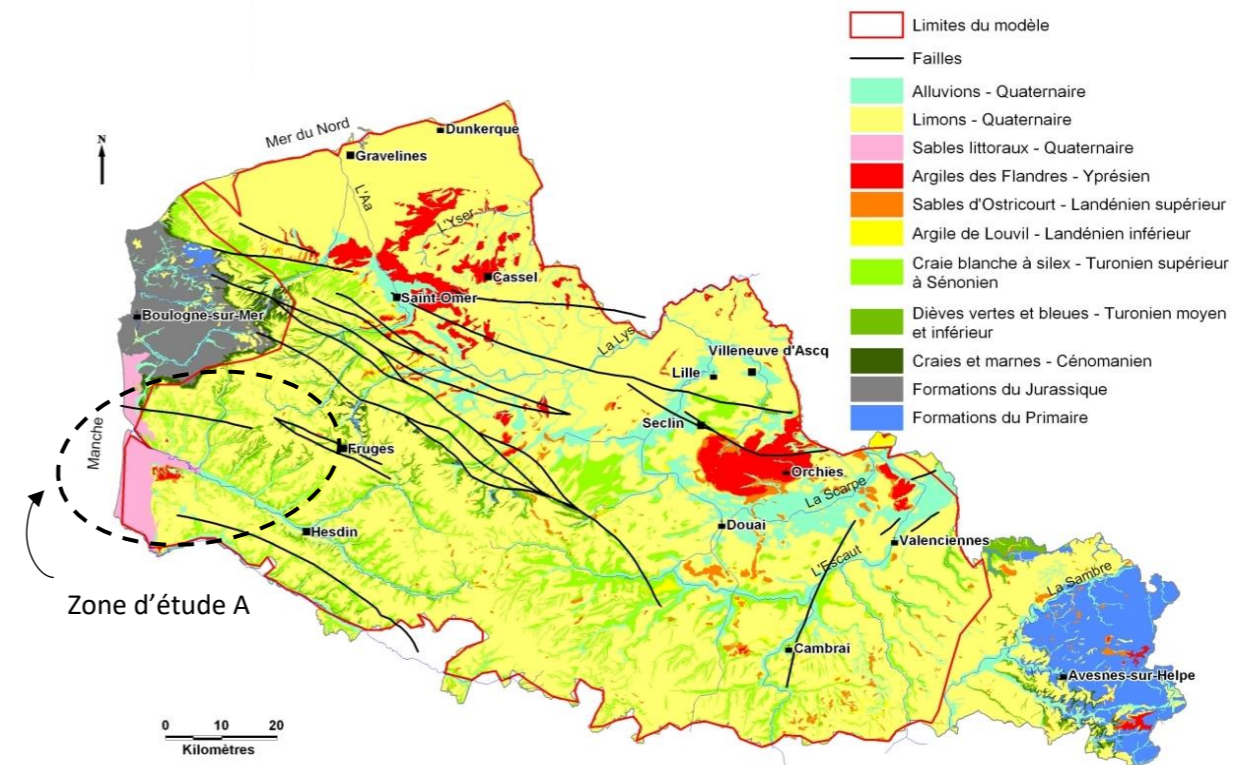 Limites du modèle
Failles
Alluvions - Quaternaire
Limons - Quaternaire
Sables littoraux - Quaternaire
Argiles des Flandres - Yprésien
Sables d'Ostricourt - Landénien supérieur
Argile de Louvil - Landénien inférieur
Craie blanche à silex - Turonien supérieur
à Sénonien
Dièves vertes et bleues - Turonien moyen
et inférieur
Craies et marnes - Cénomanien
Formations du Jurassique
Formations du Primaire
N
Mer du Nord
Dunkerque
Gravelines
L'Aa
L'Yser
Cassel
Saint-Omer
Boulogne-sur-Mer
La Lys
Villeneuve d'Ascq
Lille
Seclin
Manche
Fruges
Orchies
La Scarpe
Hesdin
Douai
Valenciennes
L'Escaut
La Sambre
Zone d'étude A
Cambrai
Avesnes-sur-Helpe
0 10 20
Kilomètres